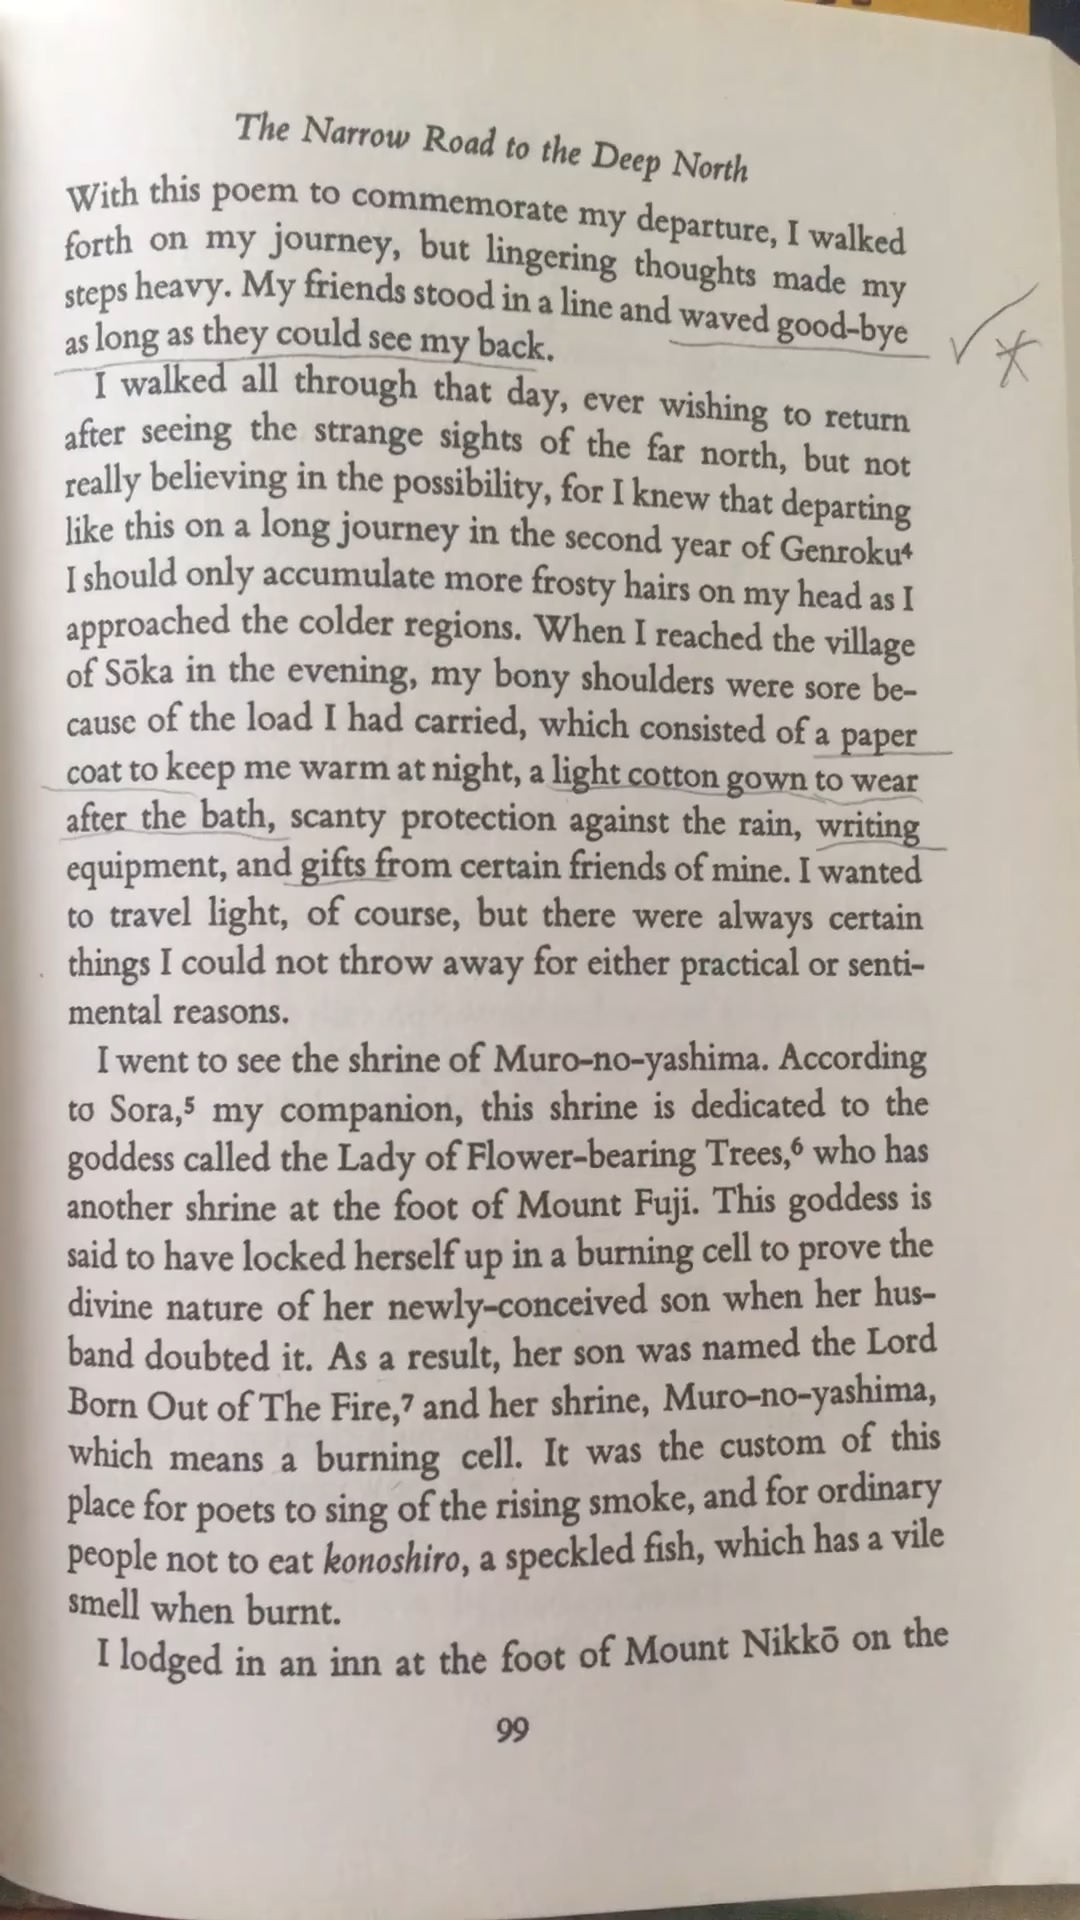 The Narrow Road to the Deep North
With this poem to commemorate my departure, I walked
forth on my journey, but lingering thoughts made my
steps heavy. My friends stood in a line and waved good-bye
as long as they could see my back.
I walked all through that day, ever wishing to return
after seeing the strange sights of the far north, but not
really believing in the possibility, for I knew that departing
like this on a long journey in the second year of Genroku⁴
I should only accumulate more frosty hairs on my head as I
approached the colder regions. When I reached the village
of Sōka in the evening, my bony shoulders were sore be-
cause of the load I had carried, which consisted of a paper
coat to keep me warm at night, a light cotton gown to wear
after the bath, scanty protection against the rain, writing
equipment, and gifts from certain friends of mine. I wanted
to travel light, of course, but there were always certain
things I could not throw away for either practical or senti-
mental reasons.
I went to see the shrine of Muro-no-yashima. According
to Sora,⁵ my companion, this shrine is dedicated to the
goddess called the Lady of Flower-bearing Trees,⁶ who has
another shrine at the foot of Mount Fuji. This goddess is
said to have locked herself up in a burning cell to prove the
divine nature of her newly-conceived son when her hus-
band doubted it. As a result, her son was named the Lord
Born Out of The Fire,⁷ and her shrine, Muro-no-yashima,
which means a burning cell. It was the custom of this
place for poets to sing of the rising smoke, and for ordinary
people not to eat konoshiro, a speckled fish, which has a vile
smell when burnt.
I lodged in an inn at the foot of Mount Nikkō on the
99